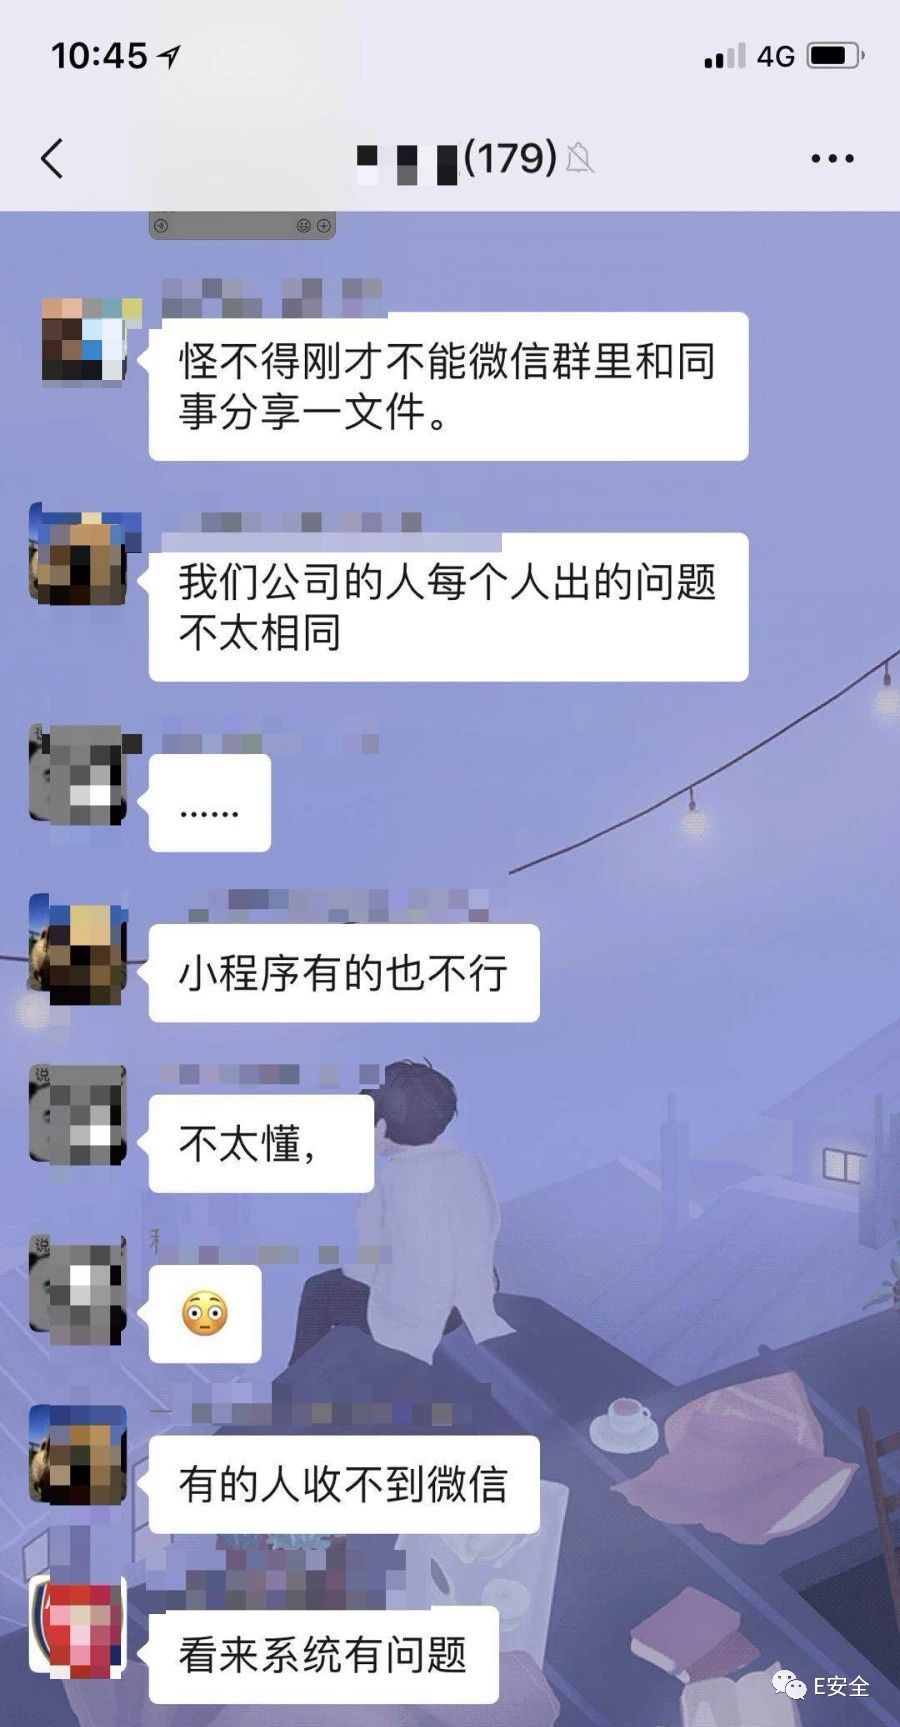 10:45
4G
(179)
怪不得刚才不能微信群里和同
事分享一文件。
我们公司的人每个人出的问题
不太相同
说
......
小程序有的也不行
说
不太懂，
说
有的人收不到微信
看来系统有问题
E安全